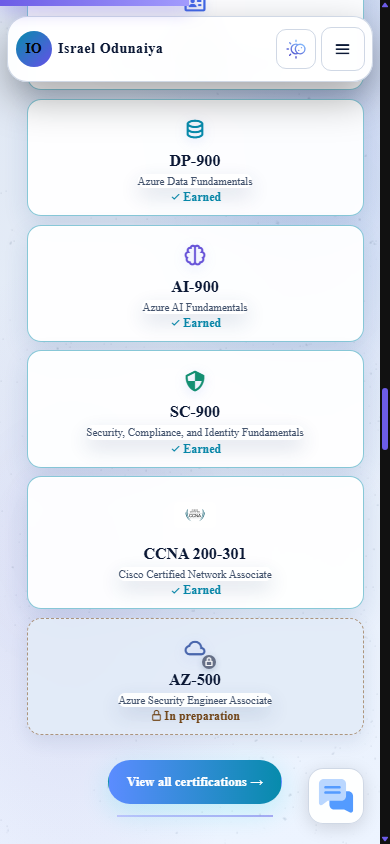 IO Israel Odunaiya
DP-900
Azure Data Fundamentals
✓ Earned
AI-900
Azure AI Fundamentals
✓ Earned
SC-900
Security, Compliance, and Identity Fundamentals
✓ Earned
CCNA
CCNA 200-301
Cisco Certified Network Associate
✓ Earned
AZ-500
Azure Security Engineer Associate
In preparation
View all certifications →